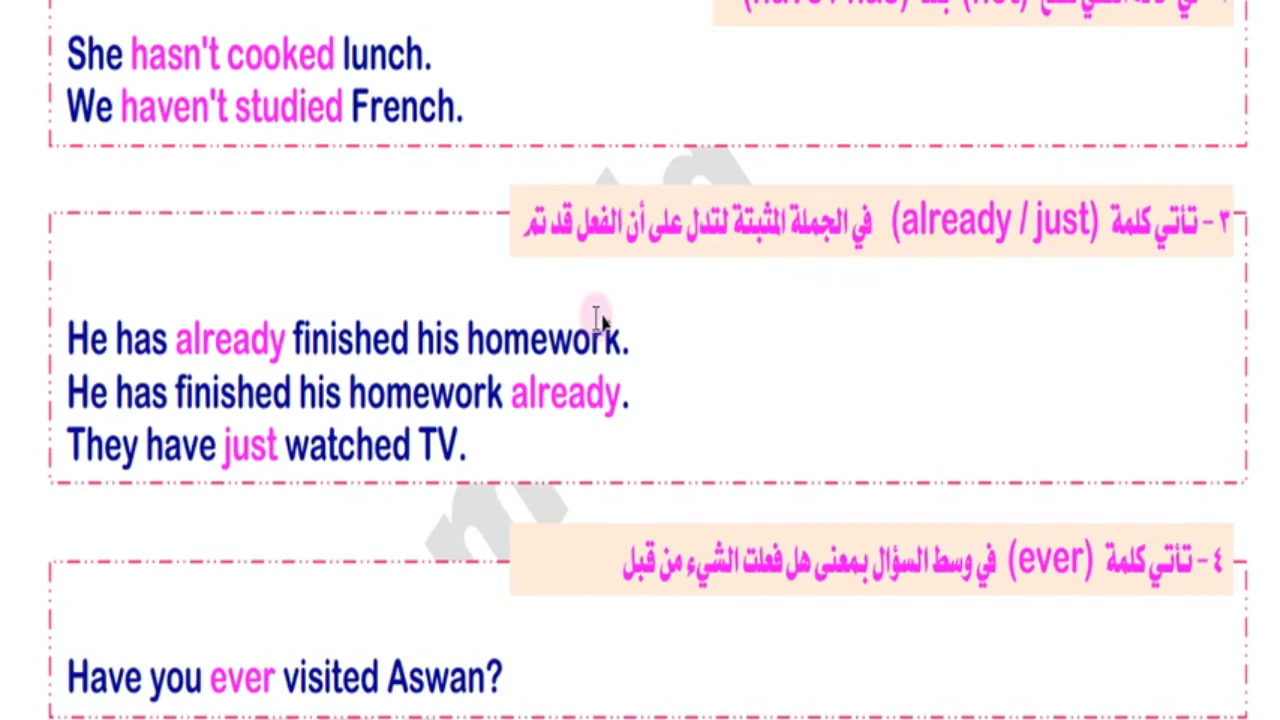 She hasn't cooked lunch.
We haven't studied French.
٣ - تأتي كلمة (already / just) في الجملة المثبتة لتدل على أن الفعل قد تم
He has already finished his homework.
He has finished his homework already.
They have just watched TV.
٤ - تأتي كلمة (ever) في وسط السؤال بمعنى هل فعلت الشيء من قبل
Have you ever visited Aswan?